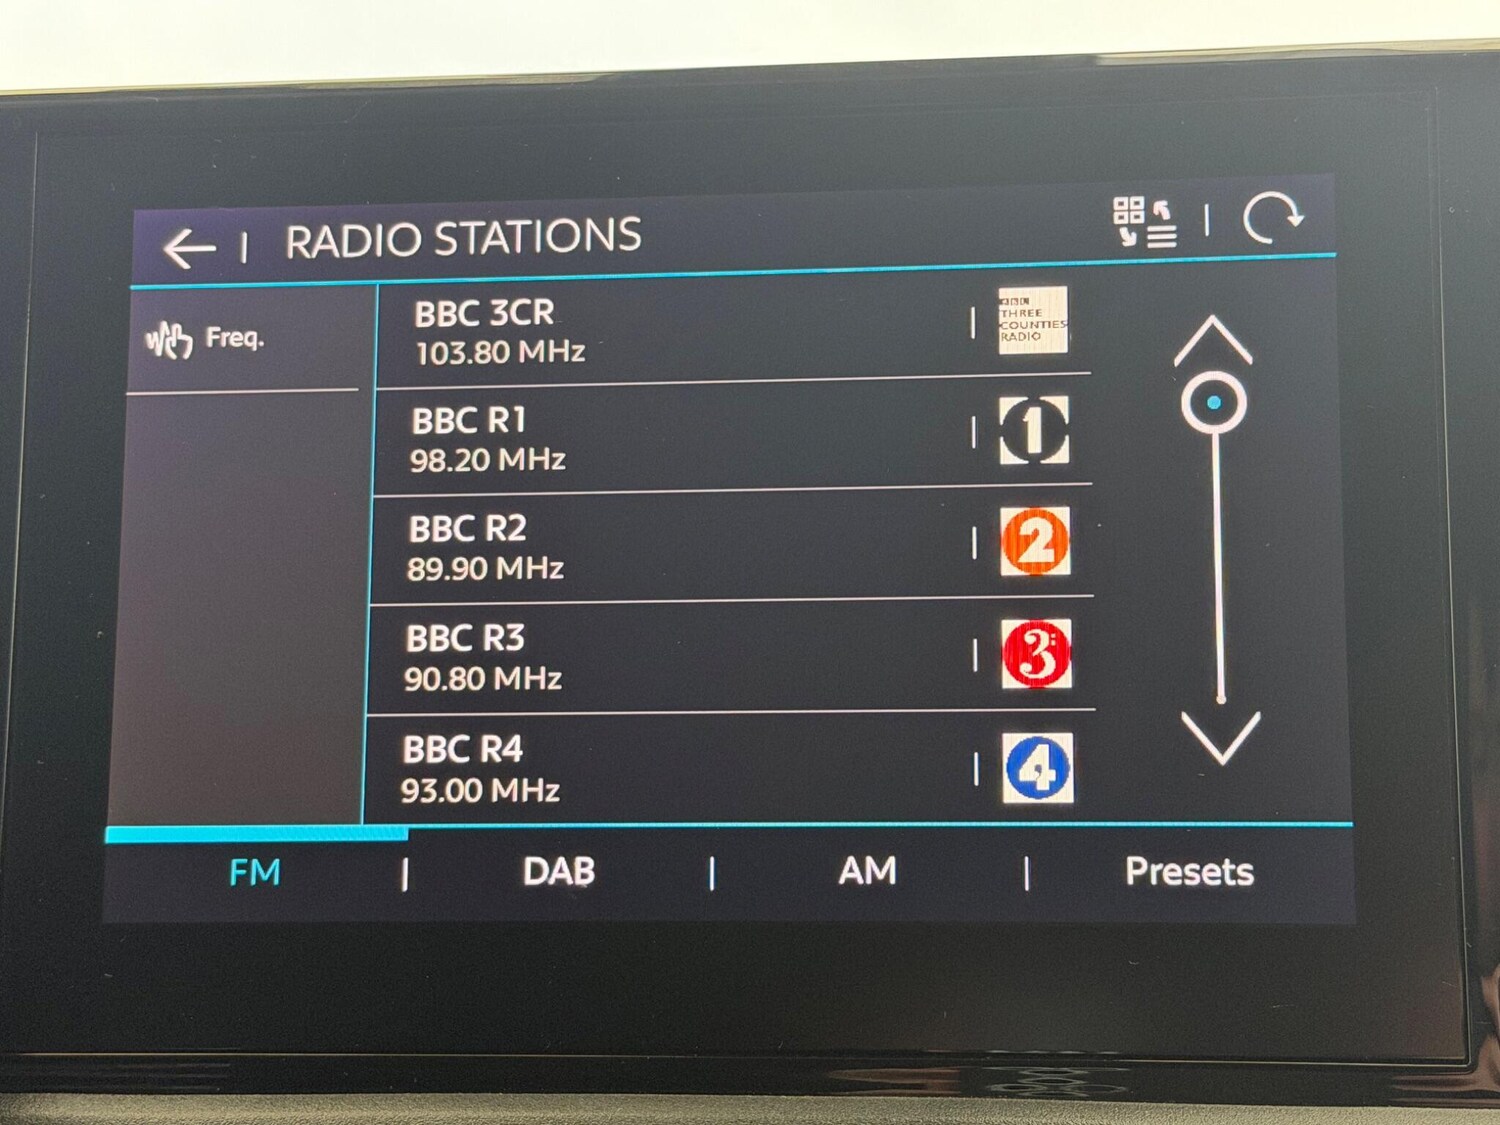 RADIO STATIONS
Freq.
BBC 3CR
103.80 MHz
BBC
THREE
COUNTIES
RADIO
BBC R1
98.20 MHz
1
BBC R2
89.90 MHz
2
BBC R3
90.80 MHz
3
BBC R4
93.00 MHz
4
FM | DAB | AM | Presets